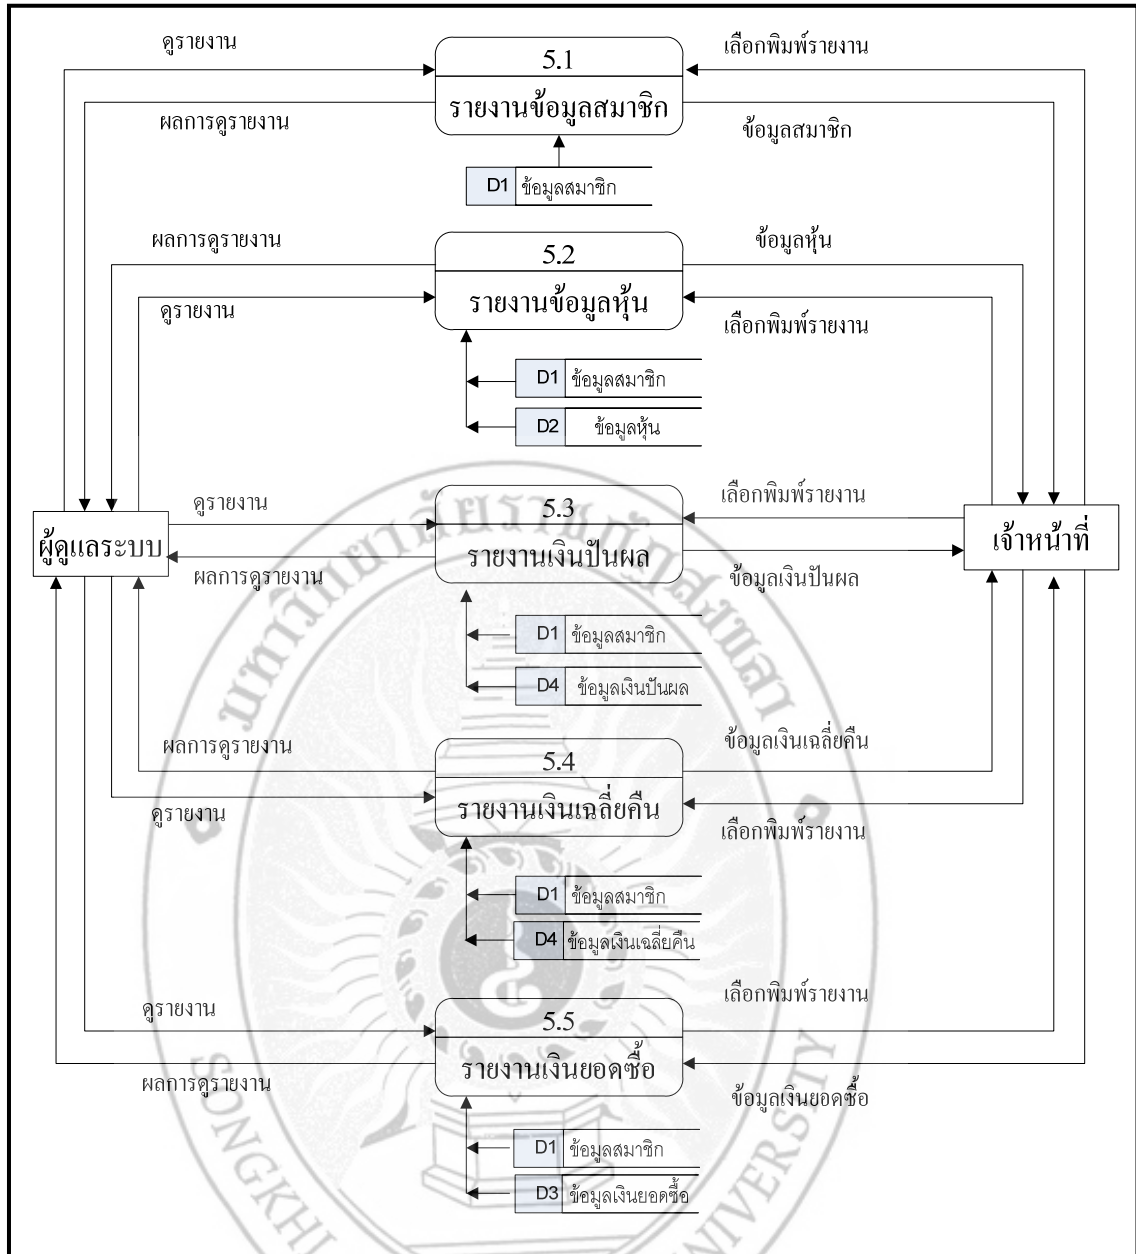 ดูรายงาน
เลือกพิมพ์รายงาน
5.1
รายงานข้อมูลสมาชิก
ผลการดูรายงาน
ข้อมูลสมาชิก
D1 ข้อมูลสมาชิก
ผลการดูรายงาน
ข้อมูลหุ้น
5.2
รายงานข้อมูลหุ้น
ดูรายงาน
เลือกพิมพ์รายงาน
D1 ข้อมูลสมาชิก
D2 ข้อมูลหุ้น
ดูรายงาน
เลือกพิมพ์รายงาน
5.3
รายงานเงินปันผล
ผู้ดูแลระบบ
เจ้าหน้าที่
ผลการดูรายงาน
ข้อมูลเงินปันผล
D1 ข้อมูลสมาชิก
D4 ข้อมูลเงินปันผล
ผลการดูรายงาน
ข้อมูลเงินเฉลี่ยคืน
5.4
รายงานเงินเฉลี่ยคืน
ดูรายงาน
เลือกพิมพ์รายงาน
D1 ข้อมูลสมาชิก
D4 ข้อมูลเงินเฉลี่ยคืน
ดูรายงาน
เลือกพิมพ์รายงาน
5.5
รายงานเงินยอดซื้อ
ผลการดูรายงาน
ข้อมูลเงินยอดซื้อ
D1 ข้อมูลสมาชิก
D3 ข้อมูลเงินยอดซื้อ
มหาวิทยาลัยราชภัฏสงขลา
SONGKHL
UNIVERSITY